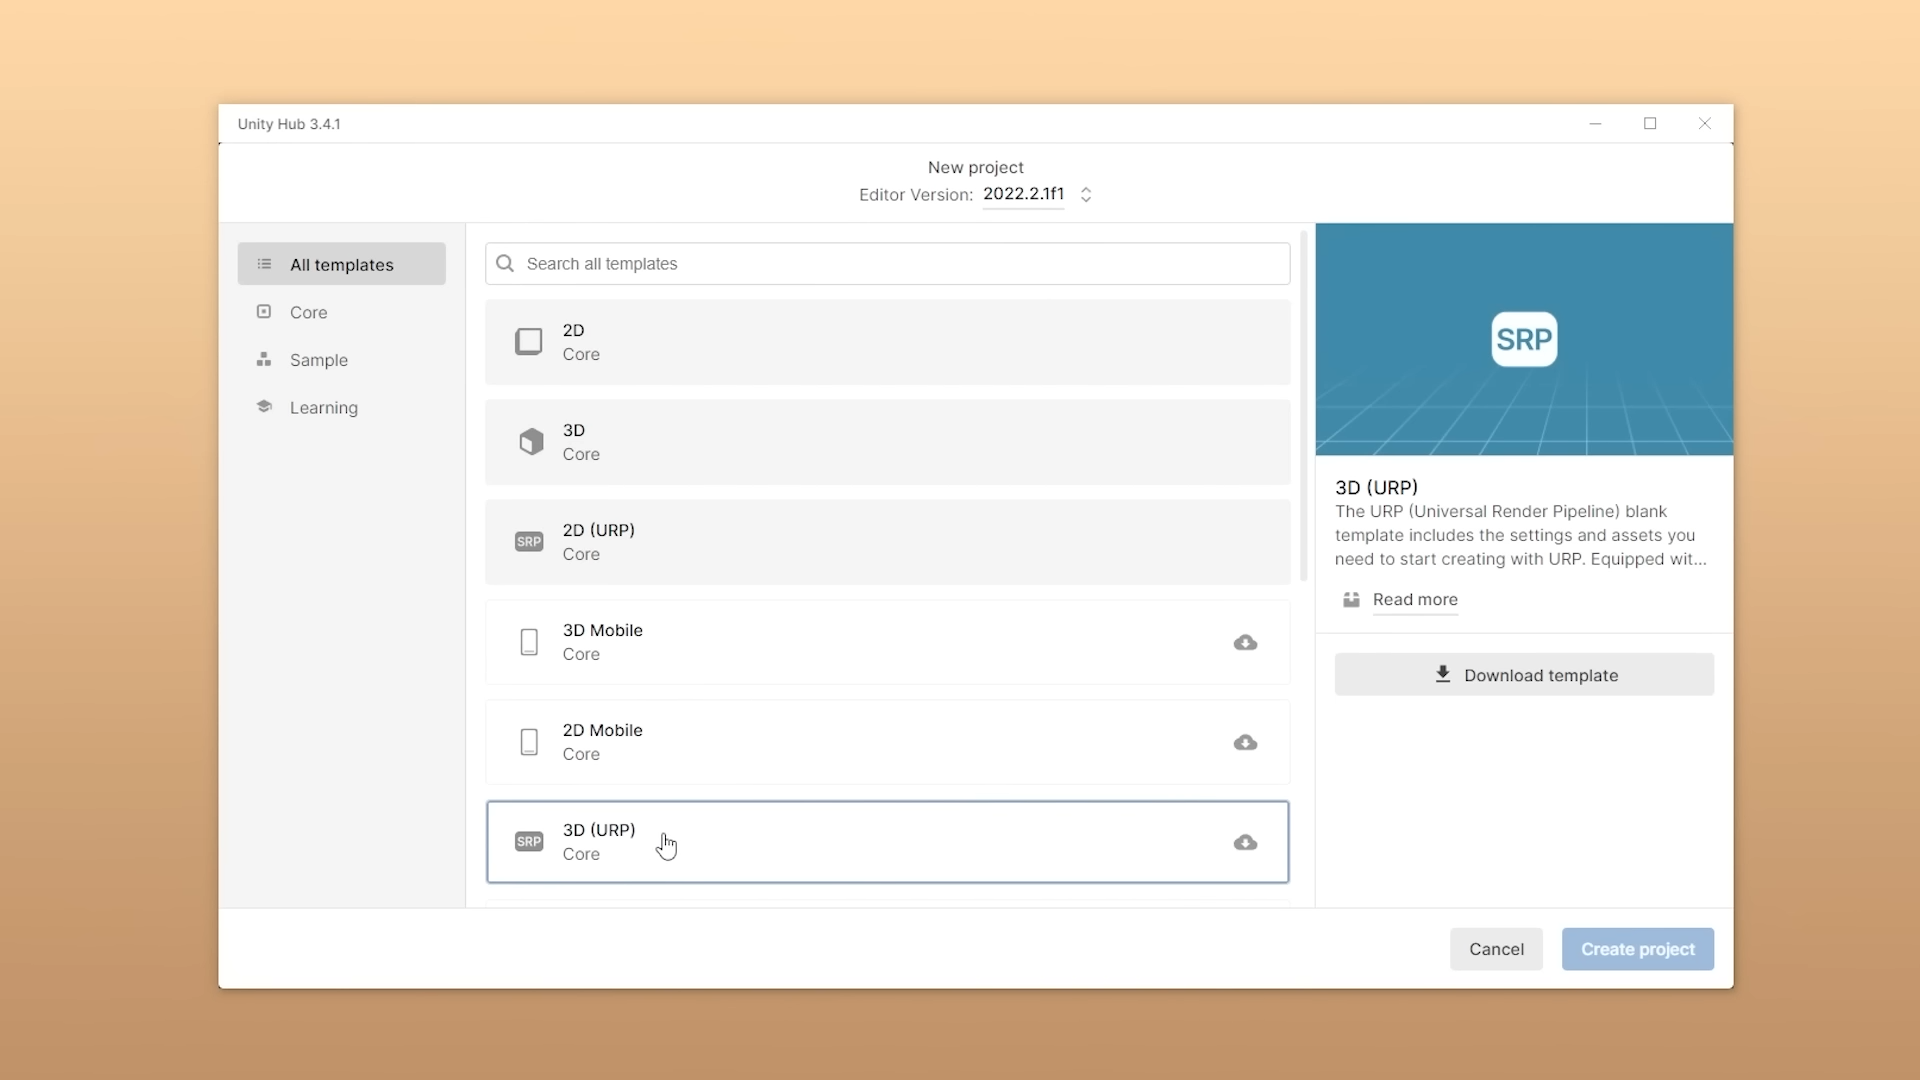 Unity Hub 3.4.1
New project
Editor Version: 2022.2.1f1
All templates
Core
Sample
Learning
Search all templates
2D
Core
3D
Core
SRP
2D (URP)
Core
3D Mobile
Core
2D Mobile
Core
SRP
3D (URP)
Core
SRP
3D (URP)
The URP (Universal Render Pipeline) blank
template includes the settings and assets you
need to start creating with URP. Equipped wit...
Read more
Download template
Cancel
Create project